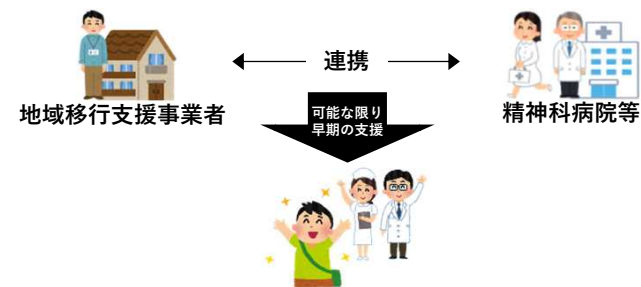 連携
地域移行支援事業者
精神科病院等
可能な限り
早期の支援